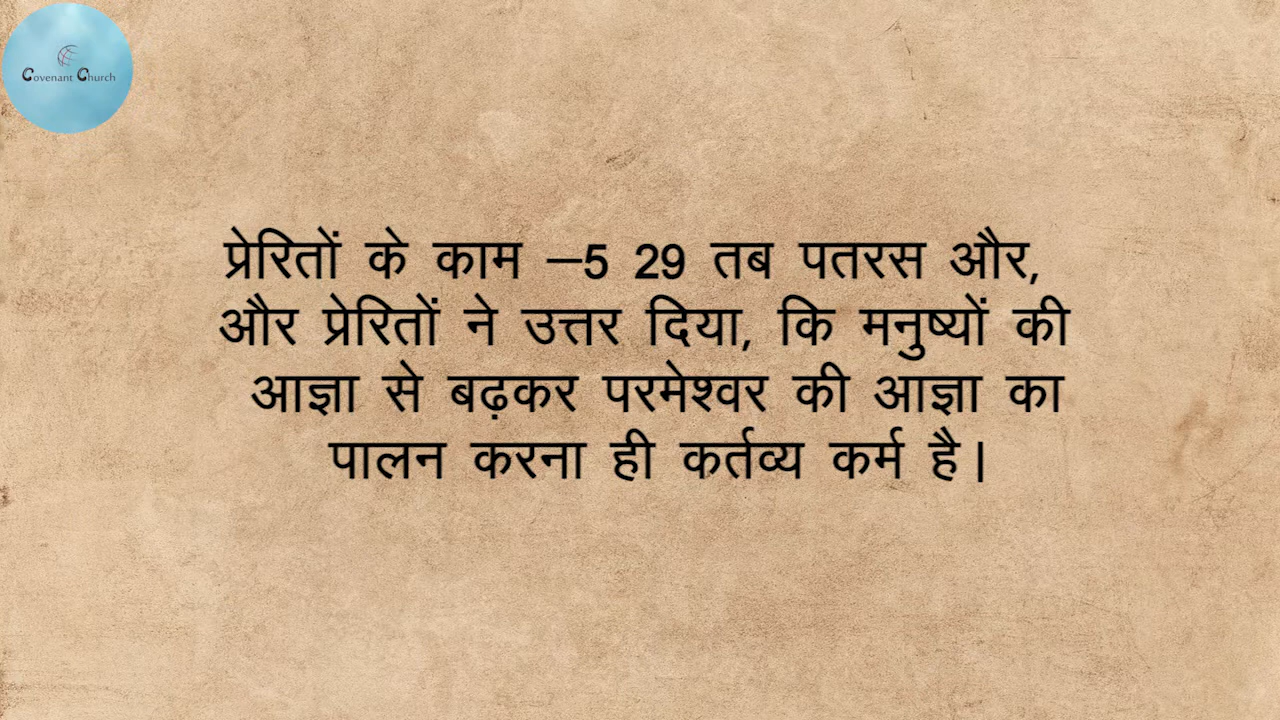 Covenant Church
प्रेरितों के काम –5 29 तब पतरस और,
और प्रेरितों ने उत्तर दिया, कि मनुष्यों की
आज्ञा से बढ़कर परमेश्वर की आज्ञा का
पालन करना ही कर्तव्य कर्म है।